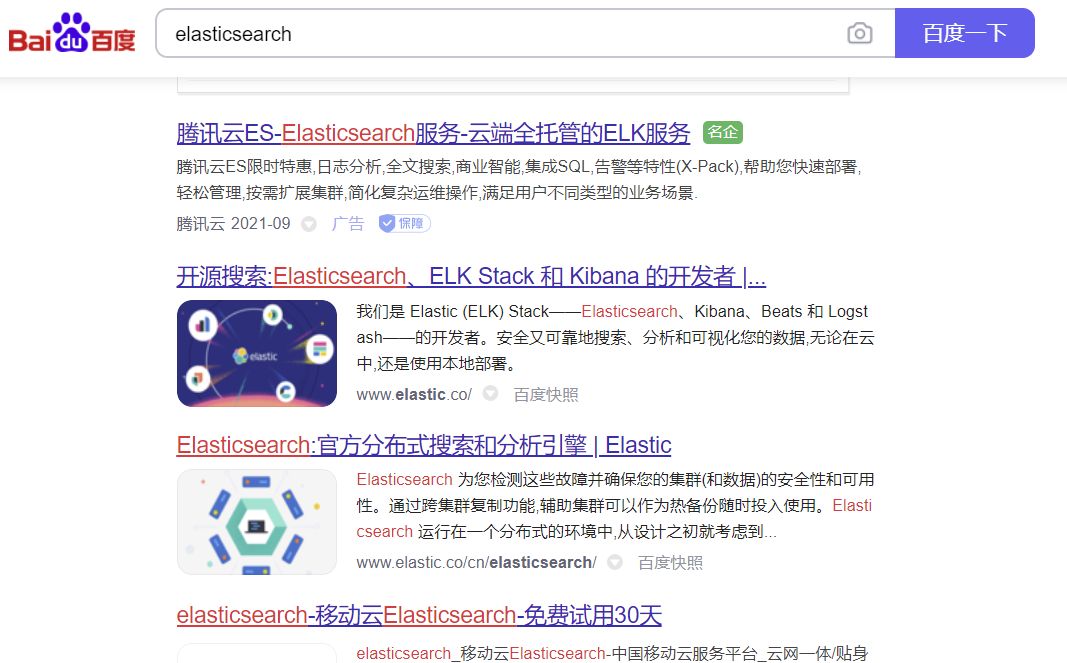 Bai du 百度
elasticsearch
百度一下
腾讯云ES-Elasticsearch服务-云端全托管的ELK服务 名企
腾讯云ES限时特惠,日志分析,全文搜索,商业智能,集成SQL,告警等特性(X-Pack),帮助您快速部署,
轻松管理,按需扩展集群,简化复杂运维操作,满足用户不同类型的业务场景.
腾讯云 2021-09 广告 保障
开源搜索:Elasticsearch、ELK Stack 和 Kibana 的开发者 |...
elastic
我们是 Elastic (ELK) Stack——Elasticsearch、Kibana、Beats 和 Logst
ash——的开发者。安全又可靠地搜索、分析和可视化您的数据,无论在云
中,还是使用本地部署。
www.elastic.co/ 百度快照
Elasticsearch:官方分布式搜索和分析引擎 | Elastic
Elasticsearch 为您检测这些故障并确保您的集群(和数据)的安全性和可用
性。通过跨集群复制功能,辅助集群可以作为热备份随时投入使用。Elasti
csearch 运行在一个分布式的环境中,从设计之初就考虑到...
www.elastic.co/cn/elasticsearch/ 百度快照
elasticsearch-移动云Elasticsearch-免费试用30天
elasticsearch_移动云Elasticsearch-中国移动云服务平台_云网一体/贴身